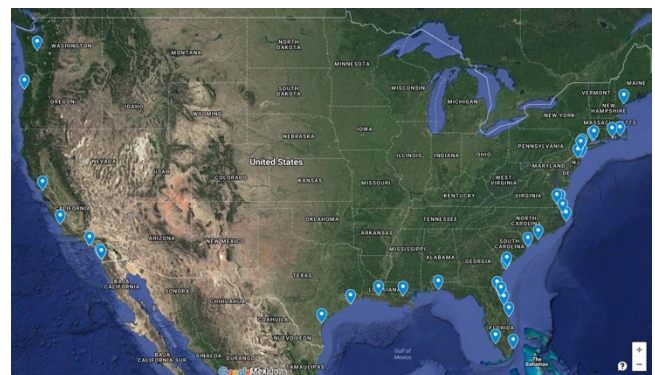 WASHINGTON
MONTANA
NORTH
DAKOTA
MINNESOTA
MAINE
VERMONT
NEW
HAMPSHIRE
OREGON
IDAHO
SOUTH
DAKOTA
WISCONSIN
MICHIGAN
NEW YORK
WYOMING
IOWA
NEBRASKA
PENNSYLVANIA
ILLINOIS
INDIANA
OHIO
MARYLAND
NEVADA
UTAH
COLORADO
United States
KANSAS
MISSOURI
WEST
VIRGINIA
VIRGINIA
KENTUCKY
CALIFORNIA
OKLAHOMA
TENNESSEE
NORTH
CAROLINA
ARIZONA
NEW MEXICO
ARKANSAS
SOUTH
CAROLINA
MISSISSIPPI
ALABAMA
GEORGIA
TEXAS
BAJA
CALIFORNIA
SONORA
CHIHUAHUA
COAHUILA
NUEVO LEON
FLORIDA
Gulf of
Mexico
BAJA
CALIFORNIA SUR
SINALOA
DURANGO
TAMAULIPAS
The
Bahamas
+
−
?